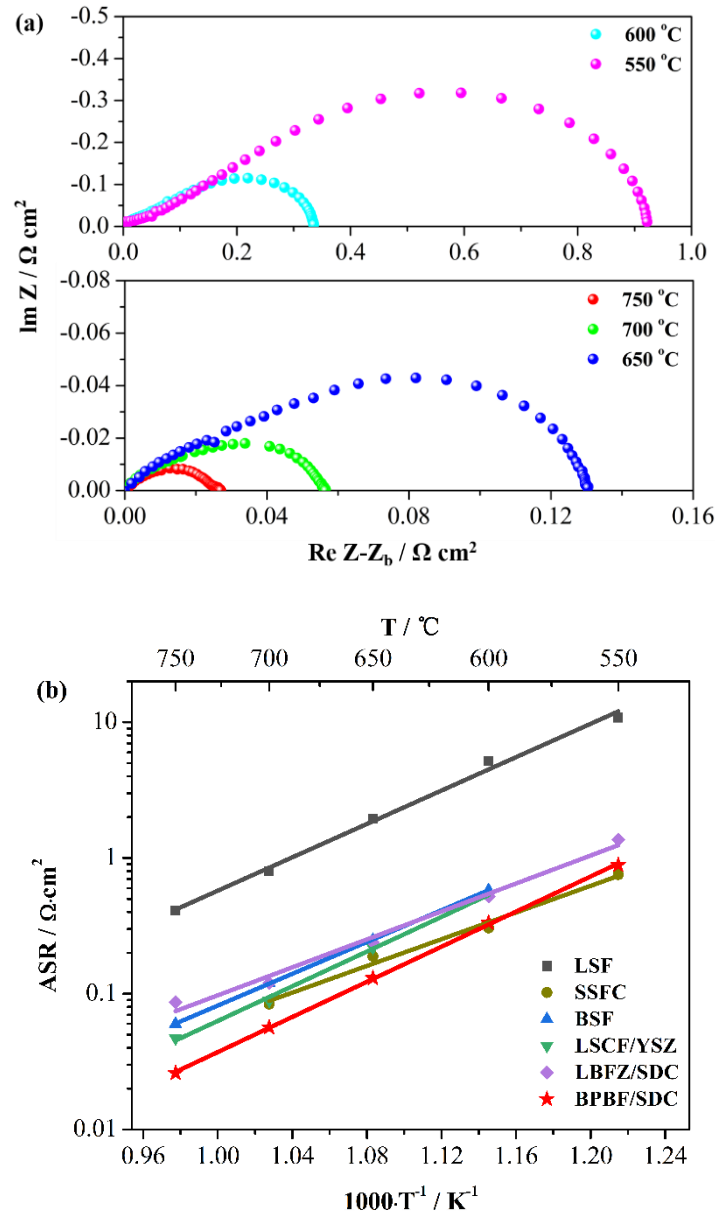 (a)
-0.5
-0.4
-0.3
-0.2
-0.1
0.0
600 °C
550 °C
0.0 0.2 0.4 0.6 0.8 1.0
Im Z / Ω cm²
-0.08
-0.06
-0.04
-0.02
0.00
750 °C
700 °C
650 °C
0.00 0.04 0.08 0.12 0.16
Re Z-Z_b / Ω cm²
T / ℃
750 700 650 600 550
(b)
10
1
0.1
0.01
ASR / Ω·cm²
LSF
SSFC
BSF
LSCF/YSZ
LBFZ/SDC
BPBF/SDC
0.96 1.00 1.04 1.08 1.12 1.16 1.20 1.24
1000·T⁻¹ / K⁻¹